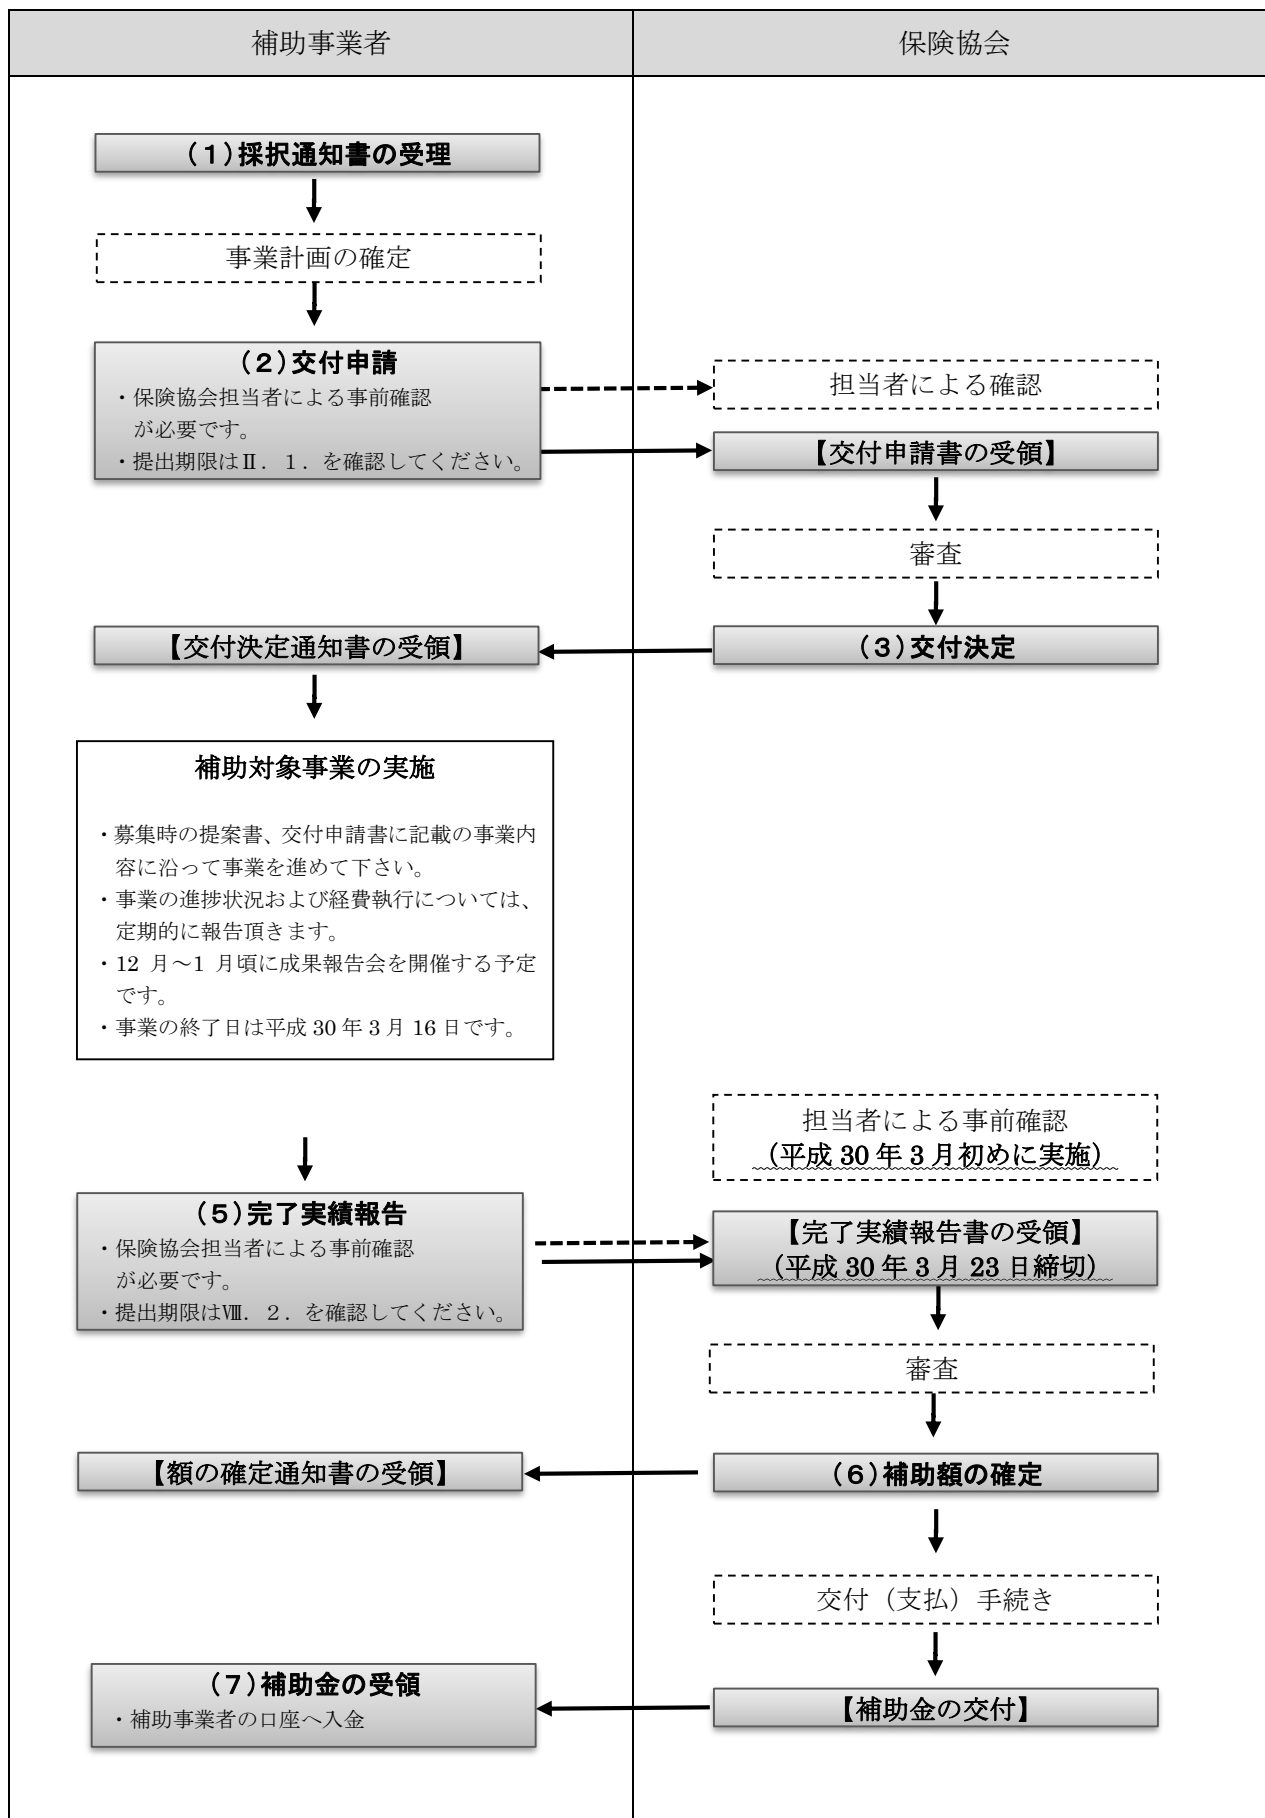 補助事業者
保険協会
（１）採択通知書の受理
事業計画の確定
（２）交付申請
・保険協会担当者による事前確認
が必要です。
・提出期限はⅡ．１．を確認してください。
担当者による確認
【交付申請書の受領】
審査
（３）交付決定
【交付決定通知書の受領】
補助対象事業の実施
・募集時の提案書、交付申請書に記載の事業内
容に沿って事業を進めて下さい。
・事業の進捗状況および経費執行については、
定期的に報告頂きます。
・12 月～1 月頃に成果報告会を開催する予定
です。
・事業の終了日は平成 30 年 3 月 16 日です。
担当者による事前確認
（平成 30 年 3 月初めに実施）
（５）完了実績報告
・保険協会担当者による事前確認
が必要です。
・提出期限はⅧ．２．を確認してください。
【完了実績報告書の受領】
（平成 30 年 3 月 23 日締切）
審査
【額の確定通知書の受領】
（６）補助額の確定
交付（支払）手続き
（７）補助金の受領
・補助事業者の口座へ入金
【補助金の交付】